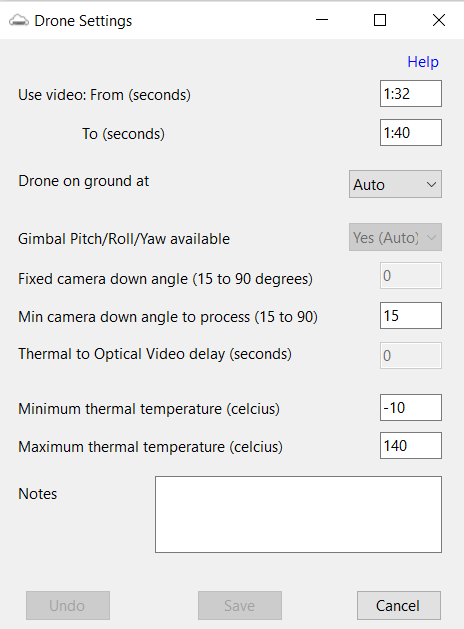 Drone Settings
Help
Use video: From (seconds) 1:32
To (seconds) 1:40
Drone on ground at Auto
Gimbal Pitch/Roll/Yaw available Yes (Auto)
Fixed camera down angle (15 to 90 degrees) 0
Min camera down angle to process (15 to 90) 15
Thermal to Optical Video delay (seconds) 0
Minimum thermal temperature (celcius) -10
Maximum thermal temperature (celcius) 140
Notes
Undo Save Cancel